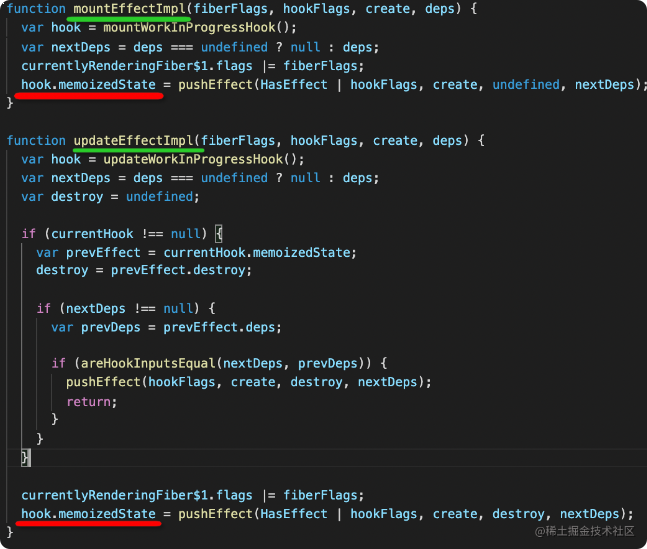 function mountEffectImpl(fiberFlags, hookFlags, create, deps) {
  var hook = mountWorkInProgressHook();
  var nextDeps = deps === undefined ? null : deps;
  currentlyRenderingFiber$1.flags |= fiberFlags;
  hook.memoizedState = pushEffect(HasEffect | hookFlags, create, undefined, nextDeps);
}
function updateEffectImpl(fiberFlags, hookFlags, create, deps) {
  var hook = updateWorkInProgressHook();
  var nextDeps = deps === undefined ? null : deps;
  var destroy = undefined;
  if (currentHook !== null) {
    var prevEffect = currentHook.memoizedState;
    destroy = prevEffect.destroy;
    if (nextDeps !== null) {
      var prevDeps = prevEffect.deps;
      if (areHookInputsEqual(nextDeps, prevDeps)) {
        pushEffect(hookFlags, create, destroy, nextDeps);
        return;
      }
    }
  }
  currentlyRenderingFiber$1.flags |= fiberFlags;
  hook.memoizedState = pushEffect(HasEffect | hookFlags, create, destroy, nextDeps);
}
@稀土掘金技术社区